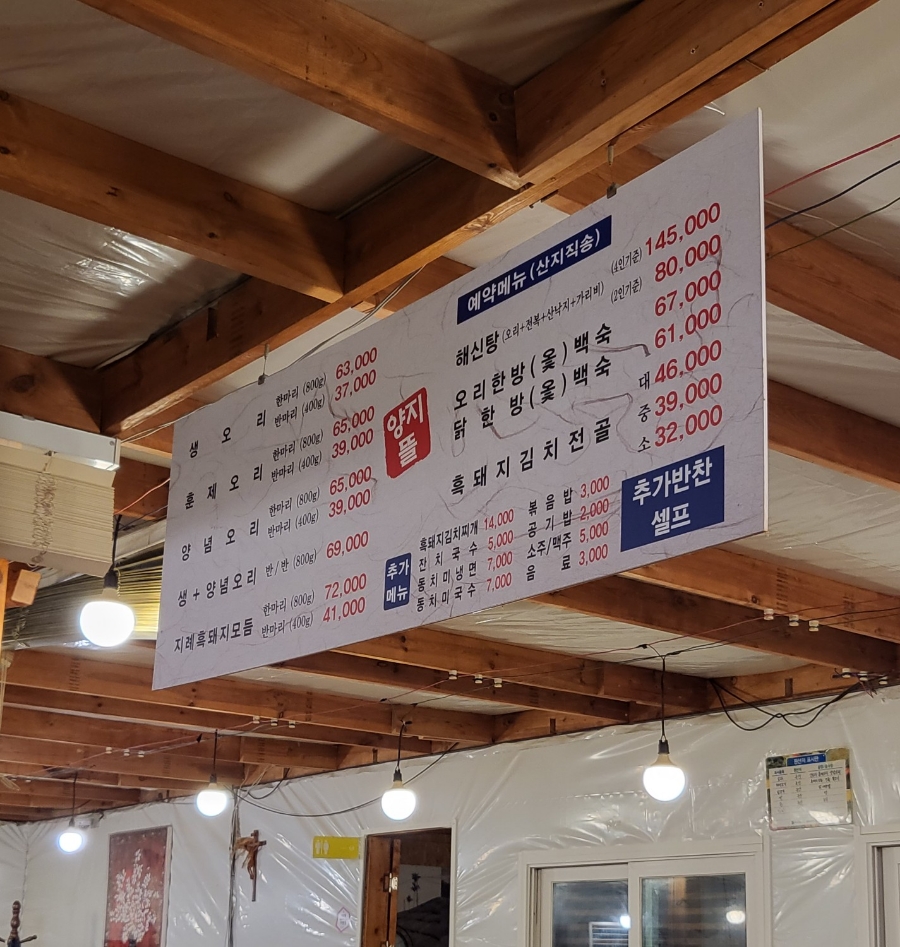 생 오리 한마리 (800g) 63,000
반마리 (400g) 37,000
훈제오리 한마리 (800g) 65,000
반마리 (400g) 39,000
양념오리 한마리 (800g) 65,000
반마리 (400g) 39,000
생+양념오리 반/반 (800g) 69,000
지례흑돼지모듬 한마리 (800g) 72,000
반마리 (400g) 41,000
양지
뜰
예약메뉴(산지직송)
해신탕(오리+전복+산낙지+가리비) (4인기준) 145,000
(2인기준) 80,000
오리한방(옻)백숙 67,000
닭한방(옻)백숙 61,000
흑돼지김치전골 대 46,000
중 39,000
소 32,000
추가
메뉴
흑돼지김치찌개 14,000
잔치국수 5,000
동치미냉면 7,000
동치미국수 7,000
볶음밥 3,000
공기밥 2,000
소주/맥주 5,000
음료 3,000
추가반찬
셀프
원산지 표시판